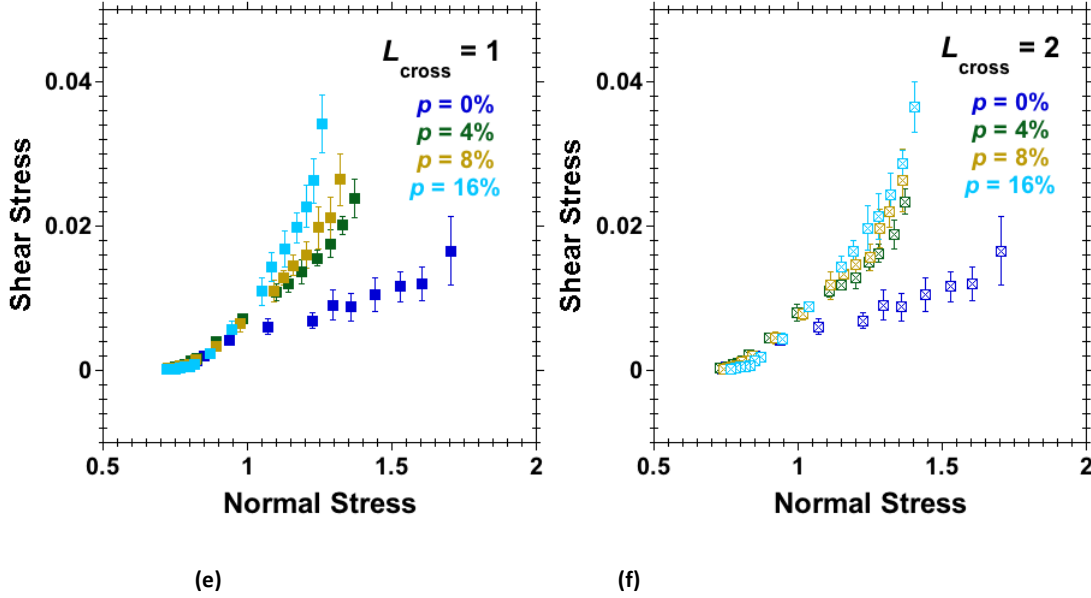 L cross = 1
p = 0%
p = 4%
p = 8%
p = 16%
0.04
0.02
0
Shear Stress
0.5
1
1.5
2
Normal Stress
(e)
L cross = 2
p = 0%
p = 4%
p = 8%
p = 16%
0.04
0.02
0
Shear Stress
0.5
1
1.5
2
Normal Stress
(f)